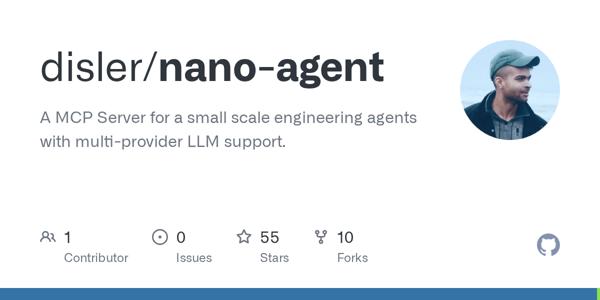 disler/nano-agent
A MCP Server for a small scale engineering agents
with multi-provider LLM support.
1
Contributor
0
Issues
55
Stars
10
Forks